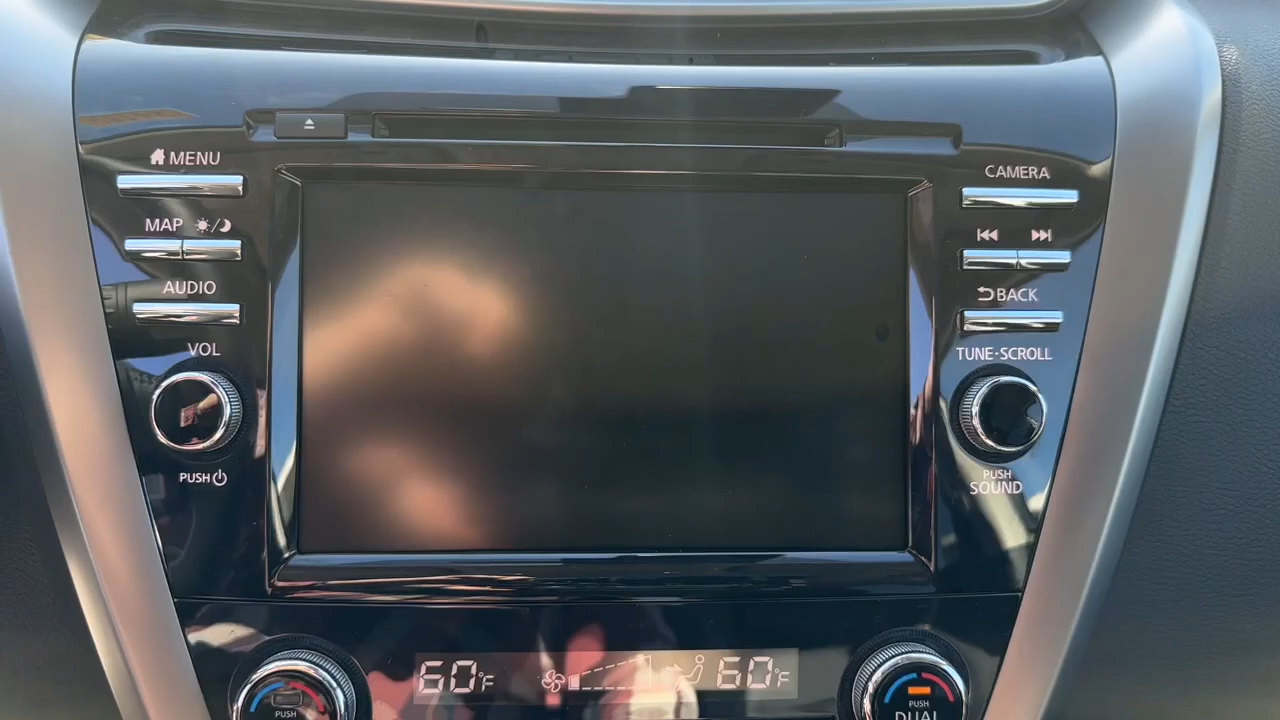 MENU
MAP
AUDIO
VOL
PUSH
CAMERA
BACK
TUNE·SCROLL
PUSH
SOUND
60°F
60°F
PUSH
PUSH
DUAL